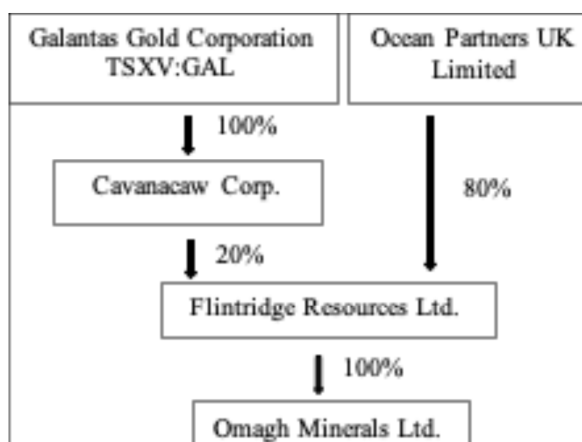 Galantas Gold Corporation
TSXV:GAL
Ocean Partners UK
Limited
100%
Cavanacaw Corp.
80%
20%
Flintridge Resources Ltd.
100%
Omagh Minerals Ltd.